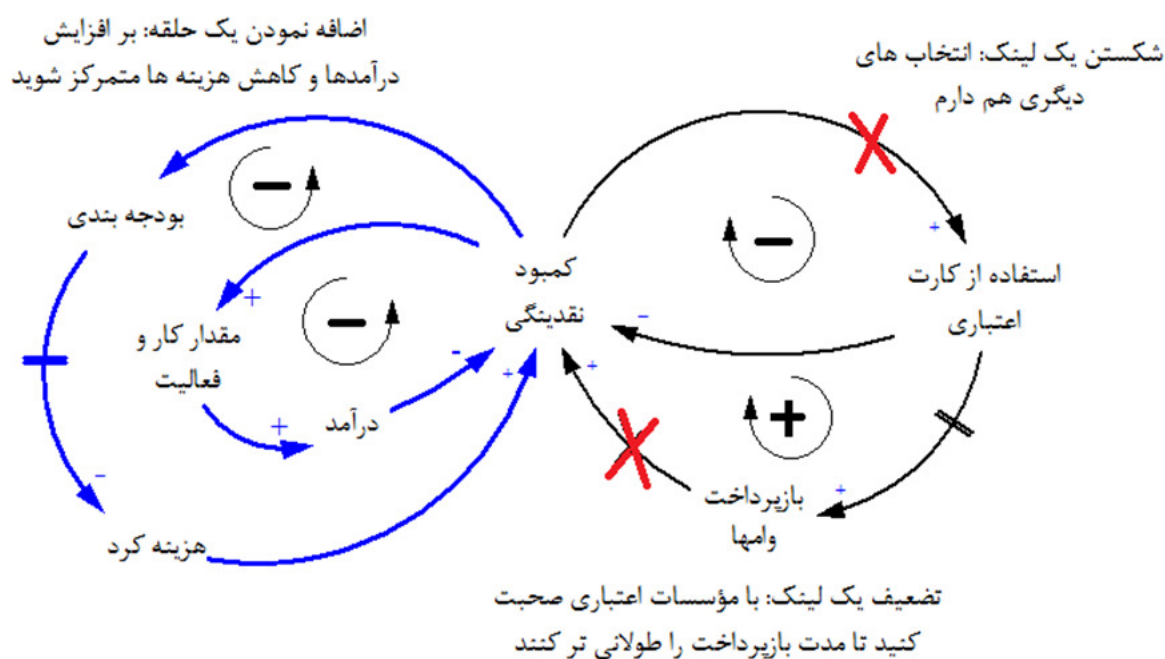 اضافه نمودن یک حلقه: بر افزایش
درآمدها و کاهش هزینه ها متمرکز شوید
شکستن یک لینک: انتخاب های
دیگری هم دارم
بودجه بندی
کمبود
نقدینگی
استفاده از کارت
اعتباری
مقدار کار و
فعالیت
درآمد
بازپرداخت
وامها
هزینه کرد
تضعیف یک لینک: با مؤسسات اعتباری صحبت
کنید تا مدت بازپرداخت را طولانی تر کنند